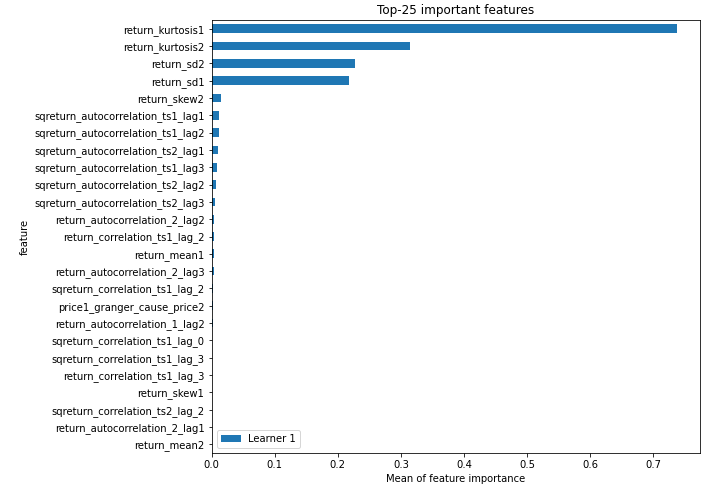 Top-25 important features
return_kurtosis1
return_kurtosis2
return_sd2
return_sd1
return_skew2
sqreturn_autocorrelation_ts1_lag1
sqreturn_autocorrelation_ts1_lag2
sqreturn_autocorrelation_ts2_lag1
sqreturn_autocorrelation_ts1_lag3
sqreturn_autocorrelation_ts2_lag2
sqreturn_autocorrelation_ts2_lag3
return_autocorrelation_2_lag2
return_correlation_ts1_lag_2
return_mean1
return_autocorrelation_2_lag3
sqreturn_correlation_ts1_lag_2
price1_granger_cause_price2
return_autocorrelation_1_lag2
sqreturn_correlation_ts1_lag_0
sqreturn_correlation_ts1_lag_3
return_correlation_ts1_lag_3
return_skew1
sqreturn_correlation_ts2_lag_2
return_autocorrelation_2_lag1
return_mean2
feature
Learner 1
0.0 0.1 0.2 0.3 0.4 0.5 0.6 0.7
Mean of feature importance